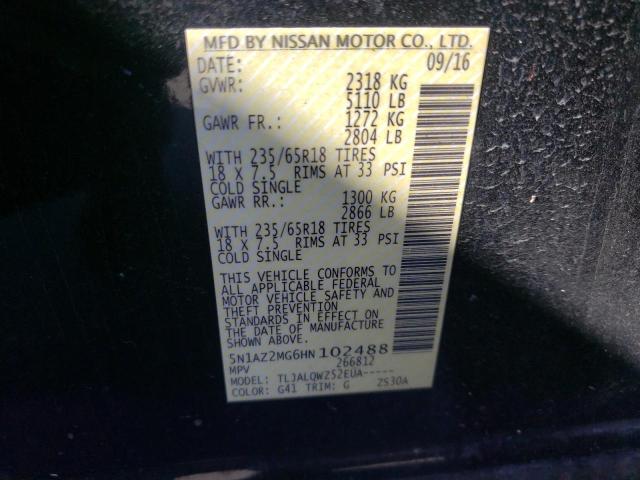 MFD BY NISSAN MOTOR CO., LTD.
DATE: 09/16
GVWR: 2318 KG
5110 LB
GAWR FR.: 1272 KG
2804 LB
WITH 235/65R18 TIRES
18 X 7.5 RIMS AT 33 PSI
COLD SINGLE
GAWR RR.: 1300 KG
2866 LB
WITH 235/65R18 TIRES
18 X 7.5 RIMS AT 33 PSI
COLD SINGLE
THIS VEHICLE CONFORMS TO
ALL APPLICABLE FEDERAL
MOTOR VEHICLE SAFETY AND
THEFT PREVENTION
STANDARDS IN EFFECT ON
THE DATE OF MANUFACTURE
SHOWN ABOVE.
5N1AZ2MG6HN102488
MPV 266812
MODEL: TLJALQWZ52EUA-----
COLOR: G41 TRIM: G ZS30A